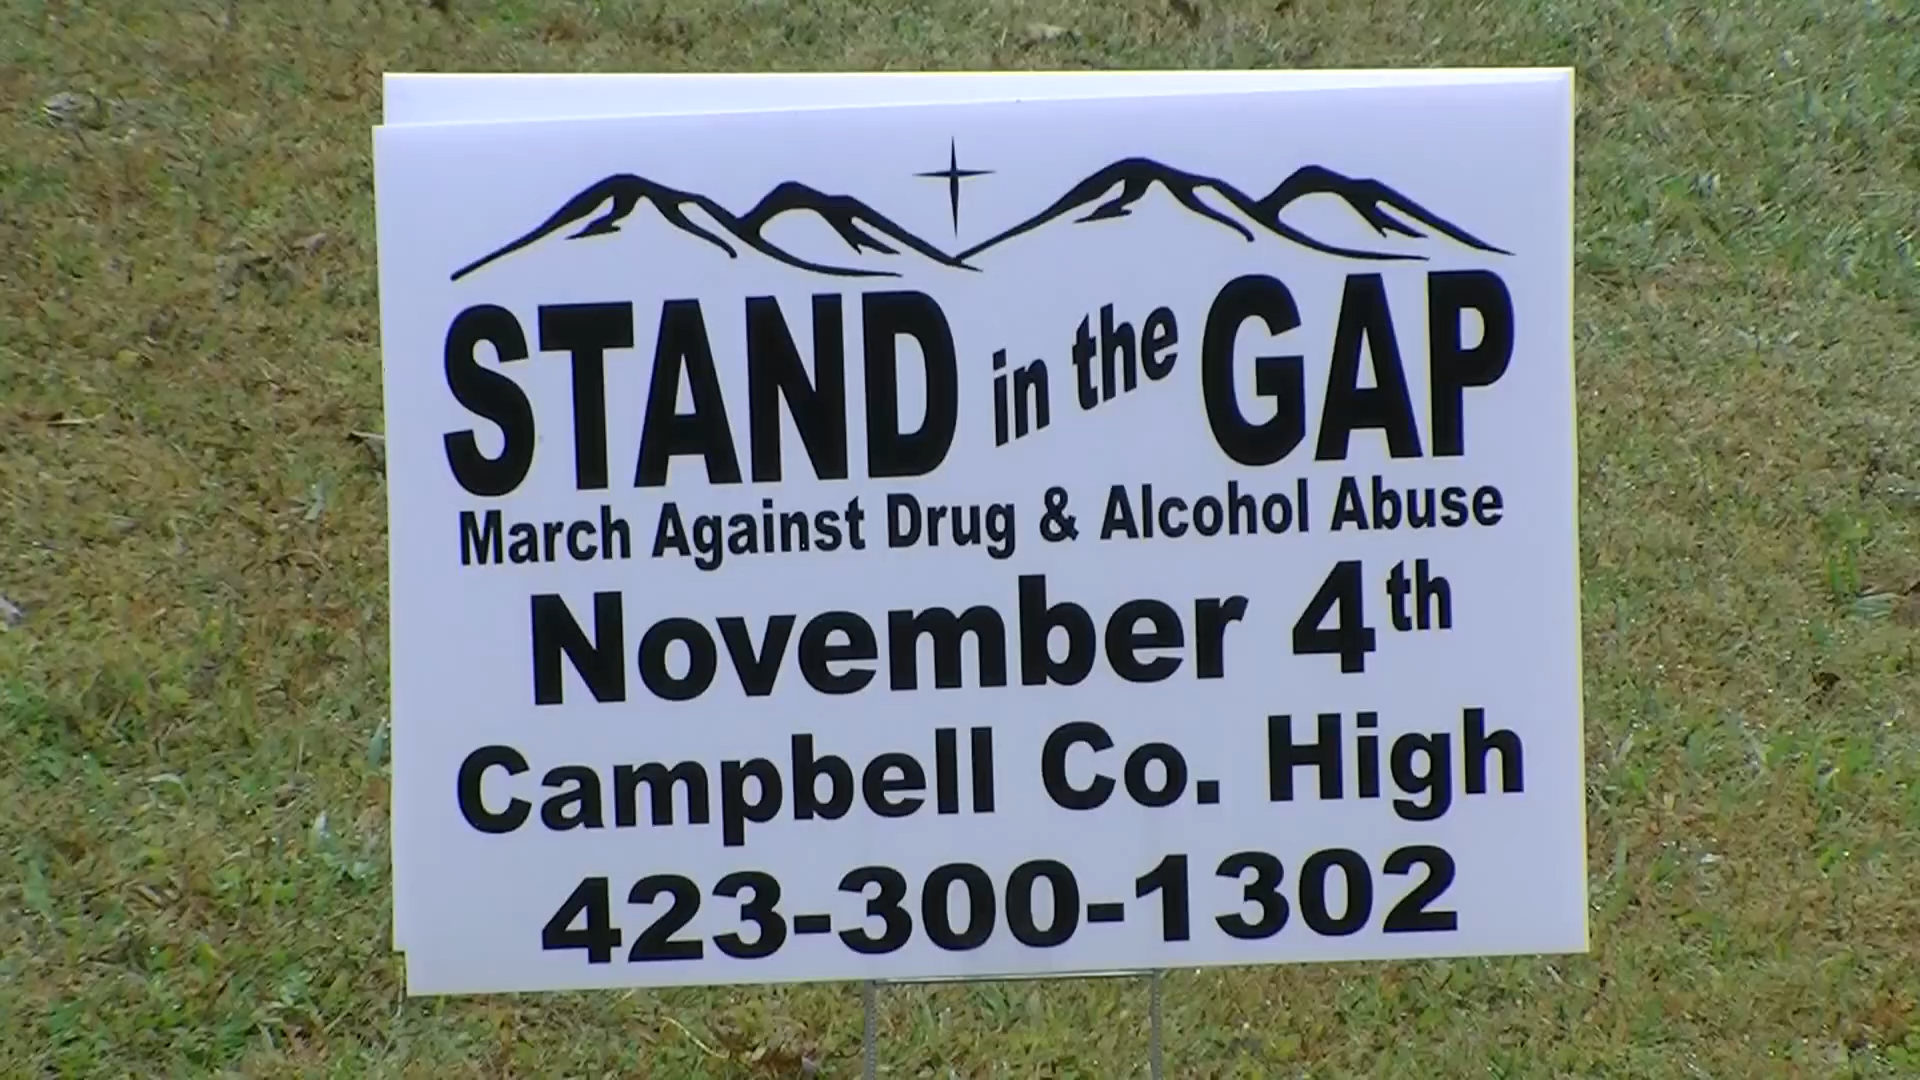 STAND in the GAP
March Against Drug & Alcohol Abuse
November 4th
Campbell Co. High
423-300-1302